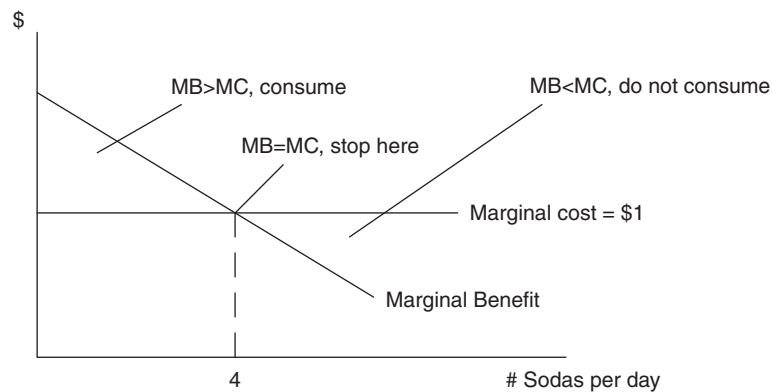 $
MB>MC, consume
MB<MC, do not consume
MB=MC, stop here
Marginal cost = $1
Marginal Benefit
4
# Sodas per day